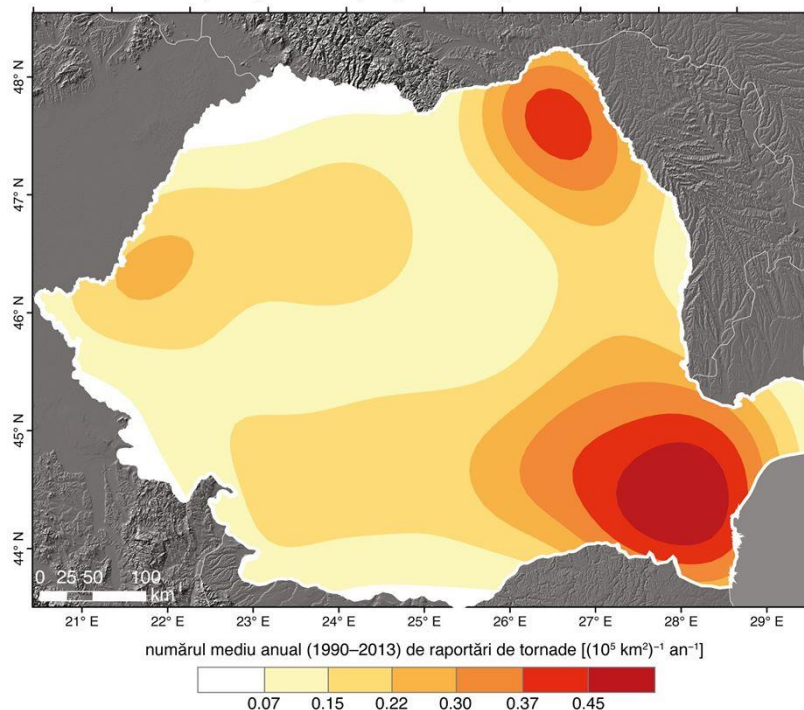 48° N
47° N
46° N
45° N
44° N
0 25 50 100
km
21° E 22° E 23° E 24° E 25° E 26° E 27° E 28° E 29° E
numărul mediu anual (1990–2013) de raportări de tornade [(10⁵ km²)⁻¹ an⁻¹]
0.07 0.15 0.22 0.30 0.37 0.45